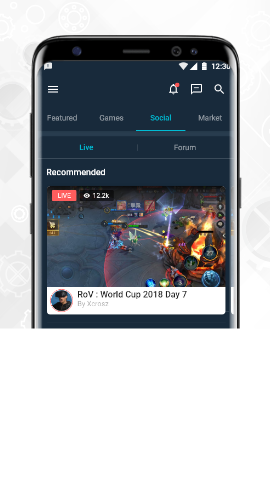 12:30
Featured Games Social Market
Live Forum
Recommended
LIVE 12.2k
RoV : World Cup 2018 Day 7
By Xcrosz